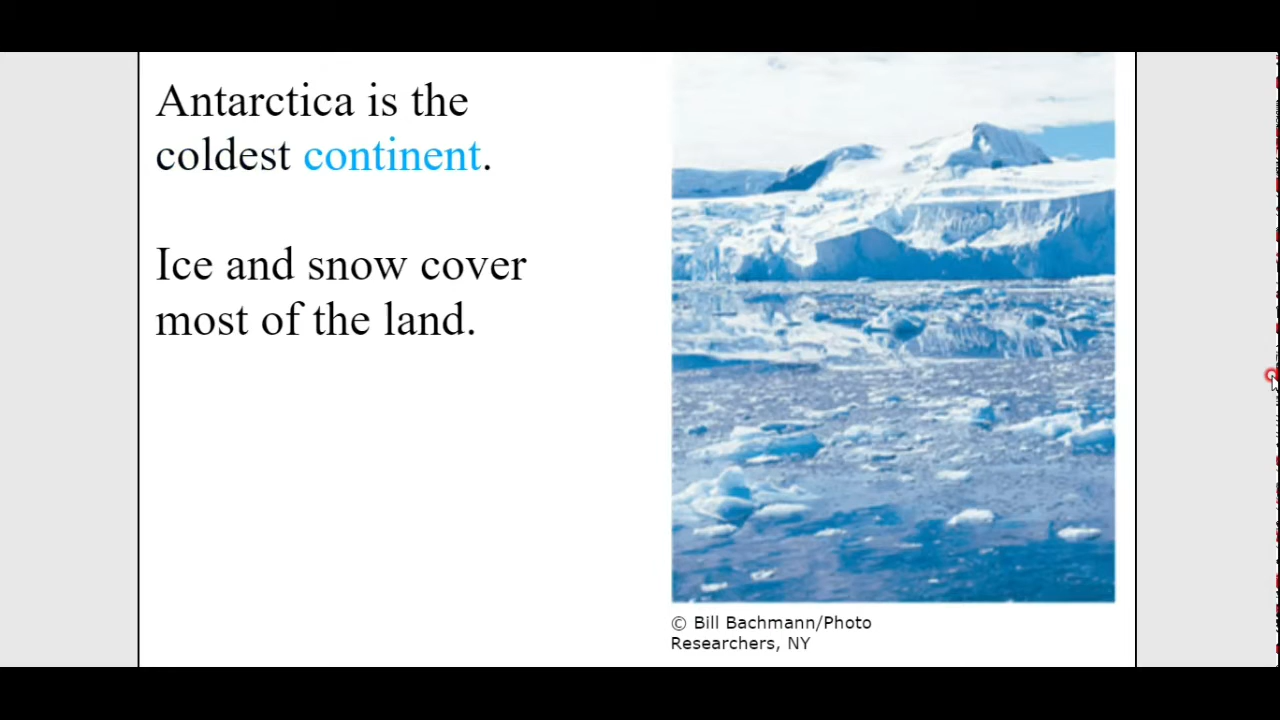 Antarctica is the
coldest continent.
Ice and snow cover
most of the land.
© Bill Bachmann/Photo
Researchers, NY